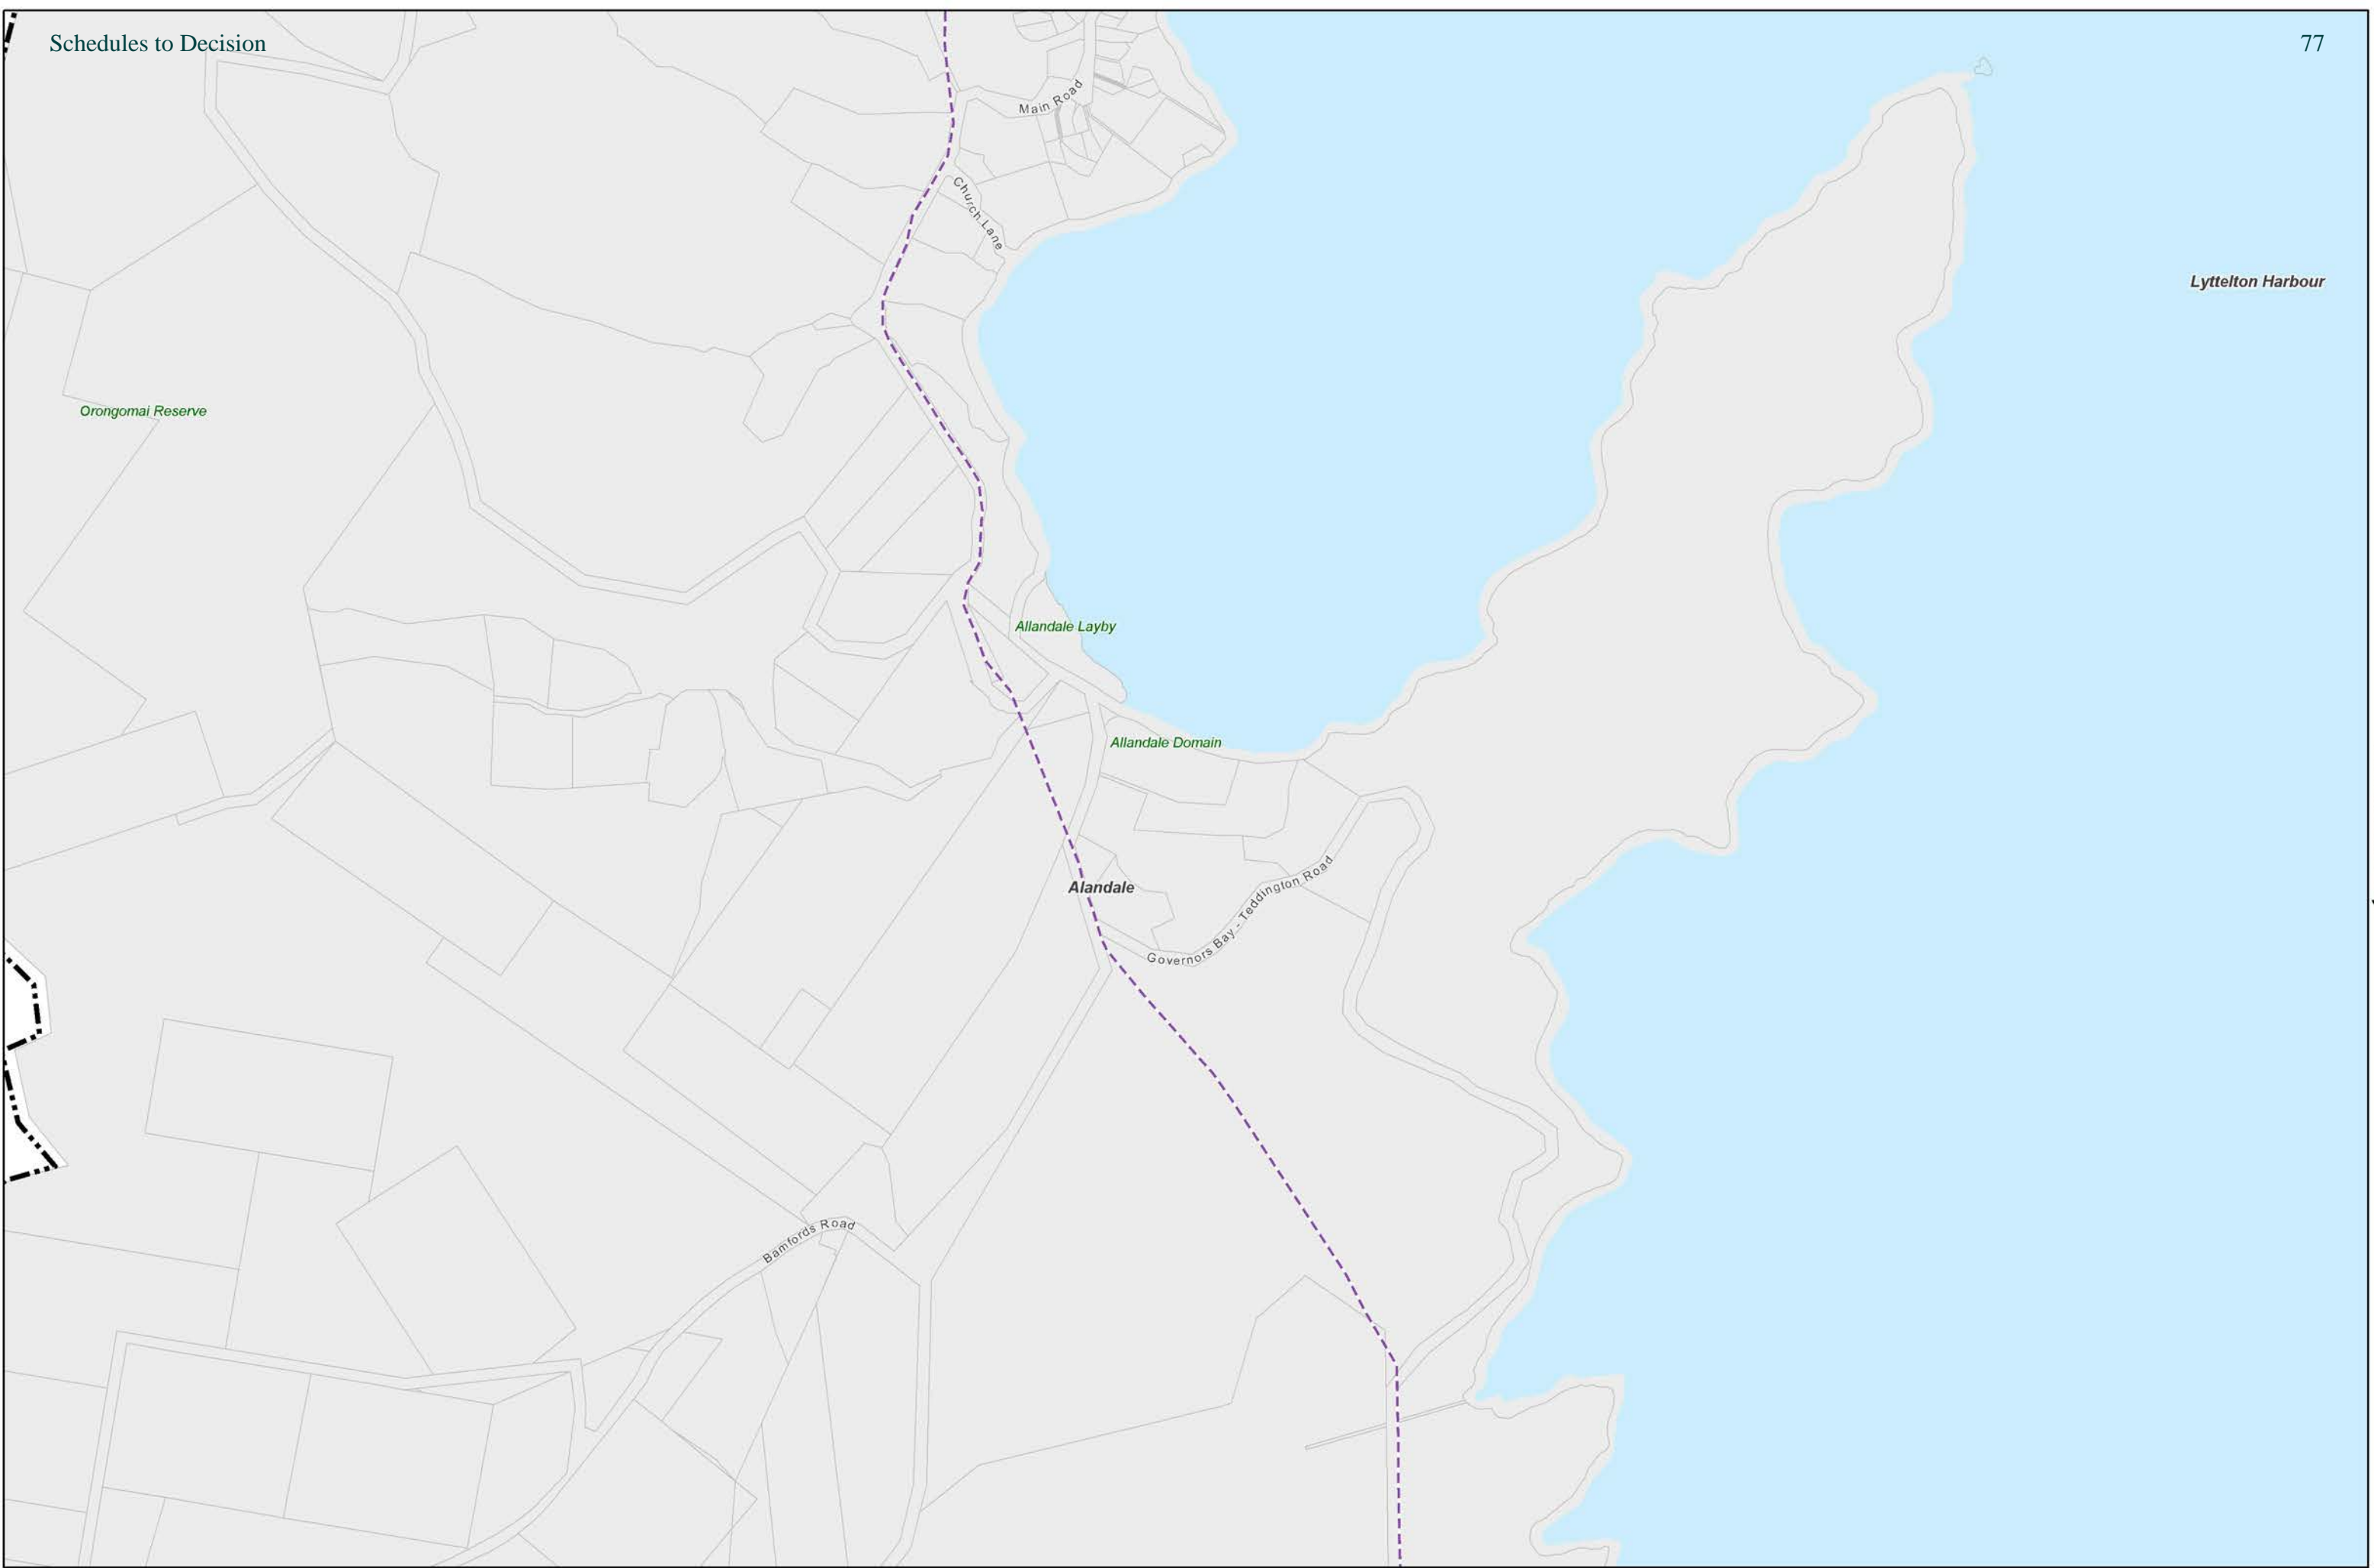 Schedules to Decision
77
Main Road
Church Lane
Lyttelton Harbour
Orongomai Reserve
Allandale Layby
Allandale Domain
Alandale
Governors Bay - Teddington Road
Bamfords Road